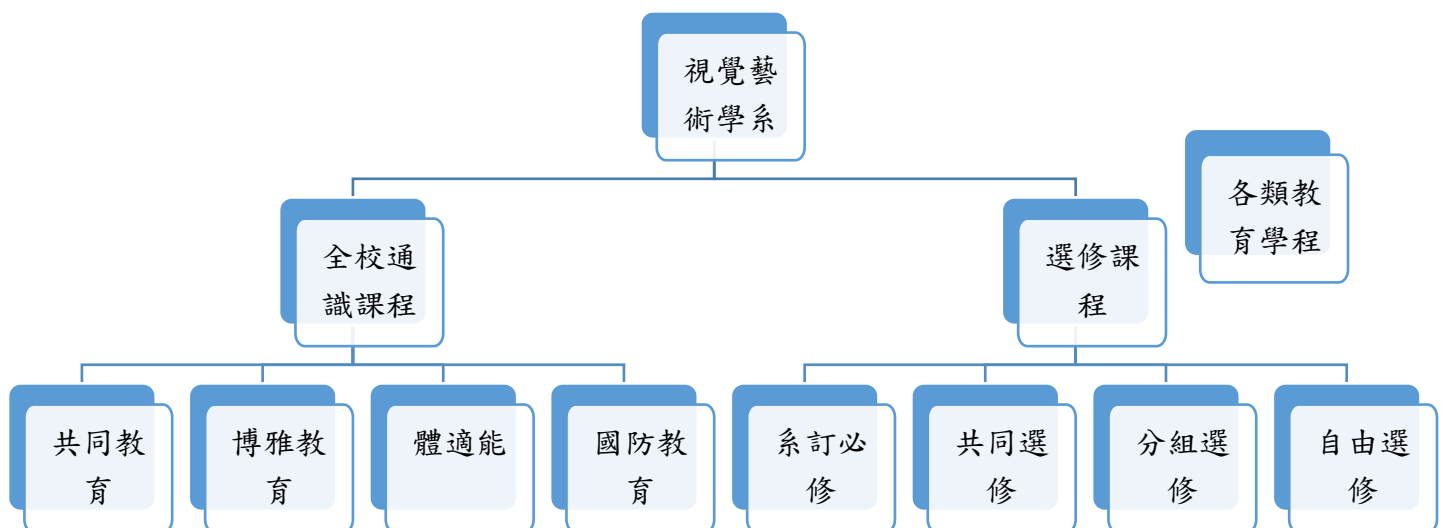 視覺藝
術學系
各類教
育學程
全校通
識課程
選修課
程
共同教
育
博雅教
育
體適能
國防教
育
系訂必
修
共同選
修
分組選
修
自由選
修